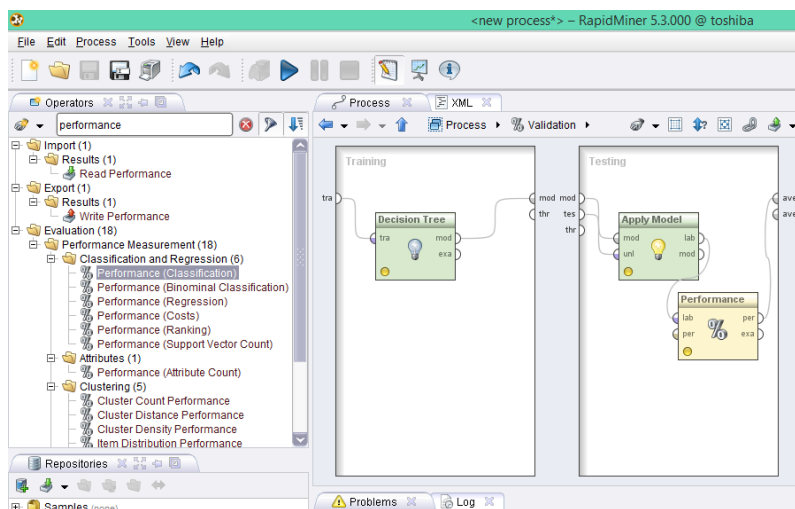 <new process*> – RapidMiner 5.3.000 @ toshiba
File Edit Process Tools View Help
Operators
performance
Import (1)
Results (1)
Read Performance
Export (1)
Results (1)
Write Performance
Evaluation (18)
Performance Measurement (18)
Classification and Regression (6)
Performance (Classification)
Performance (Binominal Classification)
Performance (Regression)
Performance (Costs)
Performance (Ranking)
Performance (Support Vector Count)
Attributes (1)
Performance (Attribute Count)
Clustering (5)
Cluster Count Performance
Cluster Distance Performance
Cluster Density Performance
Item Distribution Performance
Repositories
Samples (none)
Process XML
Process Validation
Training
tra
Decision Tree
tra mod
exa
mod
thr
Testing
mod
tes
thr
Apply Model
mod lab
unl mod
Performance
lab per
per exa
ave
ave
Problems Log